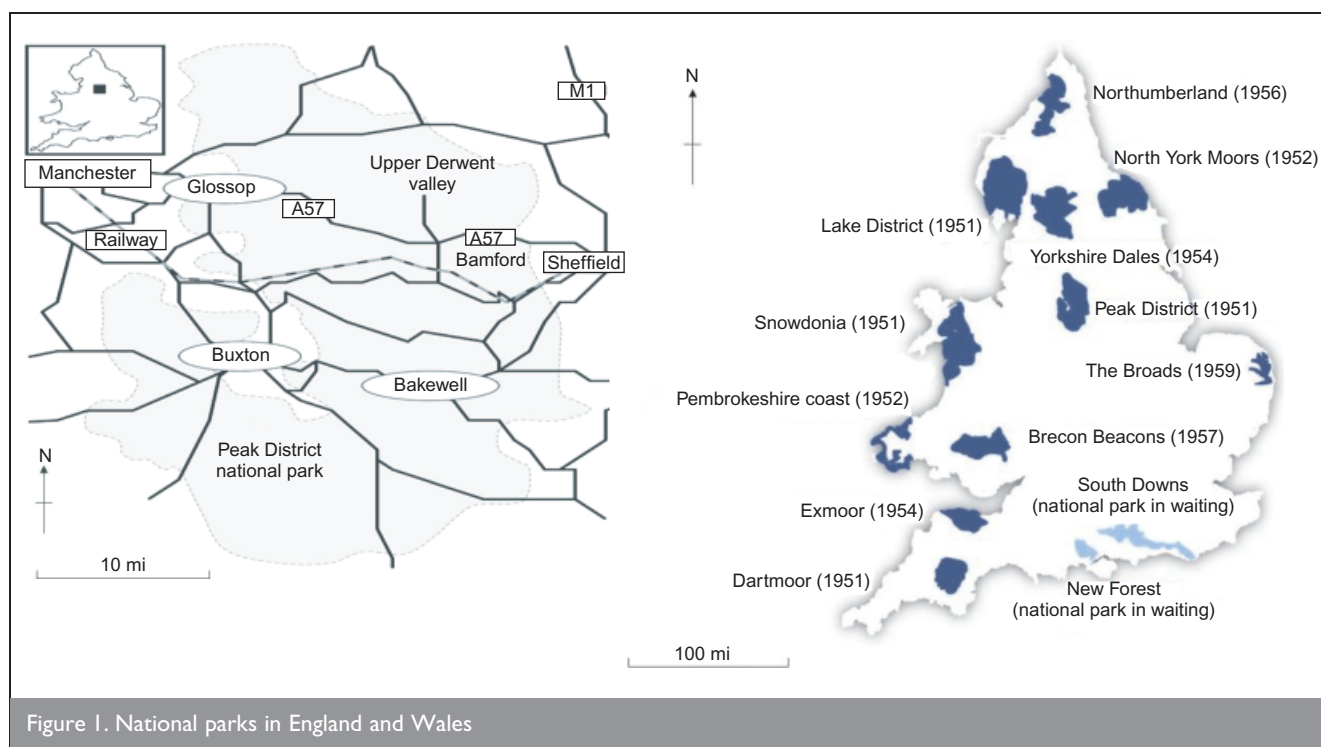 M1
Manchester
Glossop
Upper Derwent
valley
A57
Railway
A57
Bamford
Sheffield
Buxton
Bakewell
Peak District
national park
N
10 mi
N
Northumberland (1956)
North York Moors (1952)
Lake District (1951)
Yorkshire Dales (1954)
Snowdonia (1951)
Peak District (1951)
The Broads (1959)
Pembrokeshire coast (1952)
Brecon Beacons (1957)
South Downs
(national park in waiting)
Exmoor (1954)
Dartmoor (1951)
New Forest
(national park in waiting)
100 mi
Figure 1. National parks in England and Wales